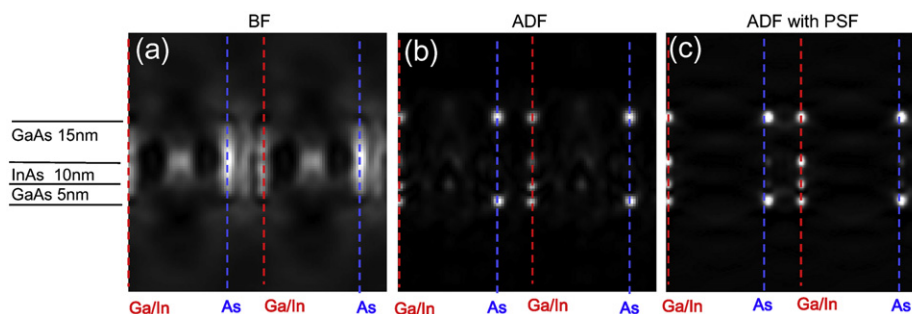 BF
ADF
ADF with PSF
(a)
(b)
(c)
GaAs 15nm
InAs 10nm
GaAs 5nm
Ga/In As Ga/In As
Ga/In As Ga/In As
Ga/In As Ga/In As